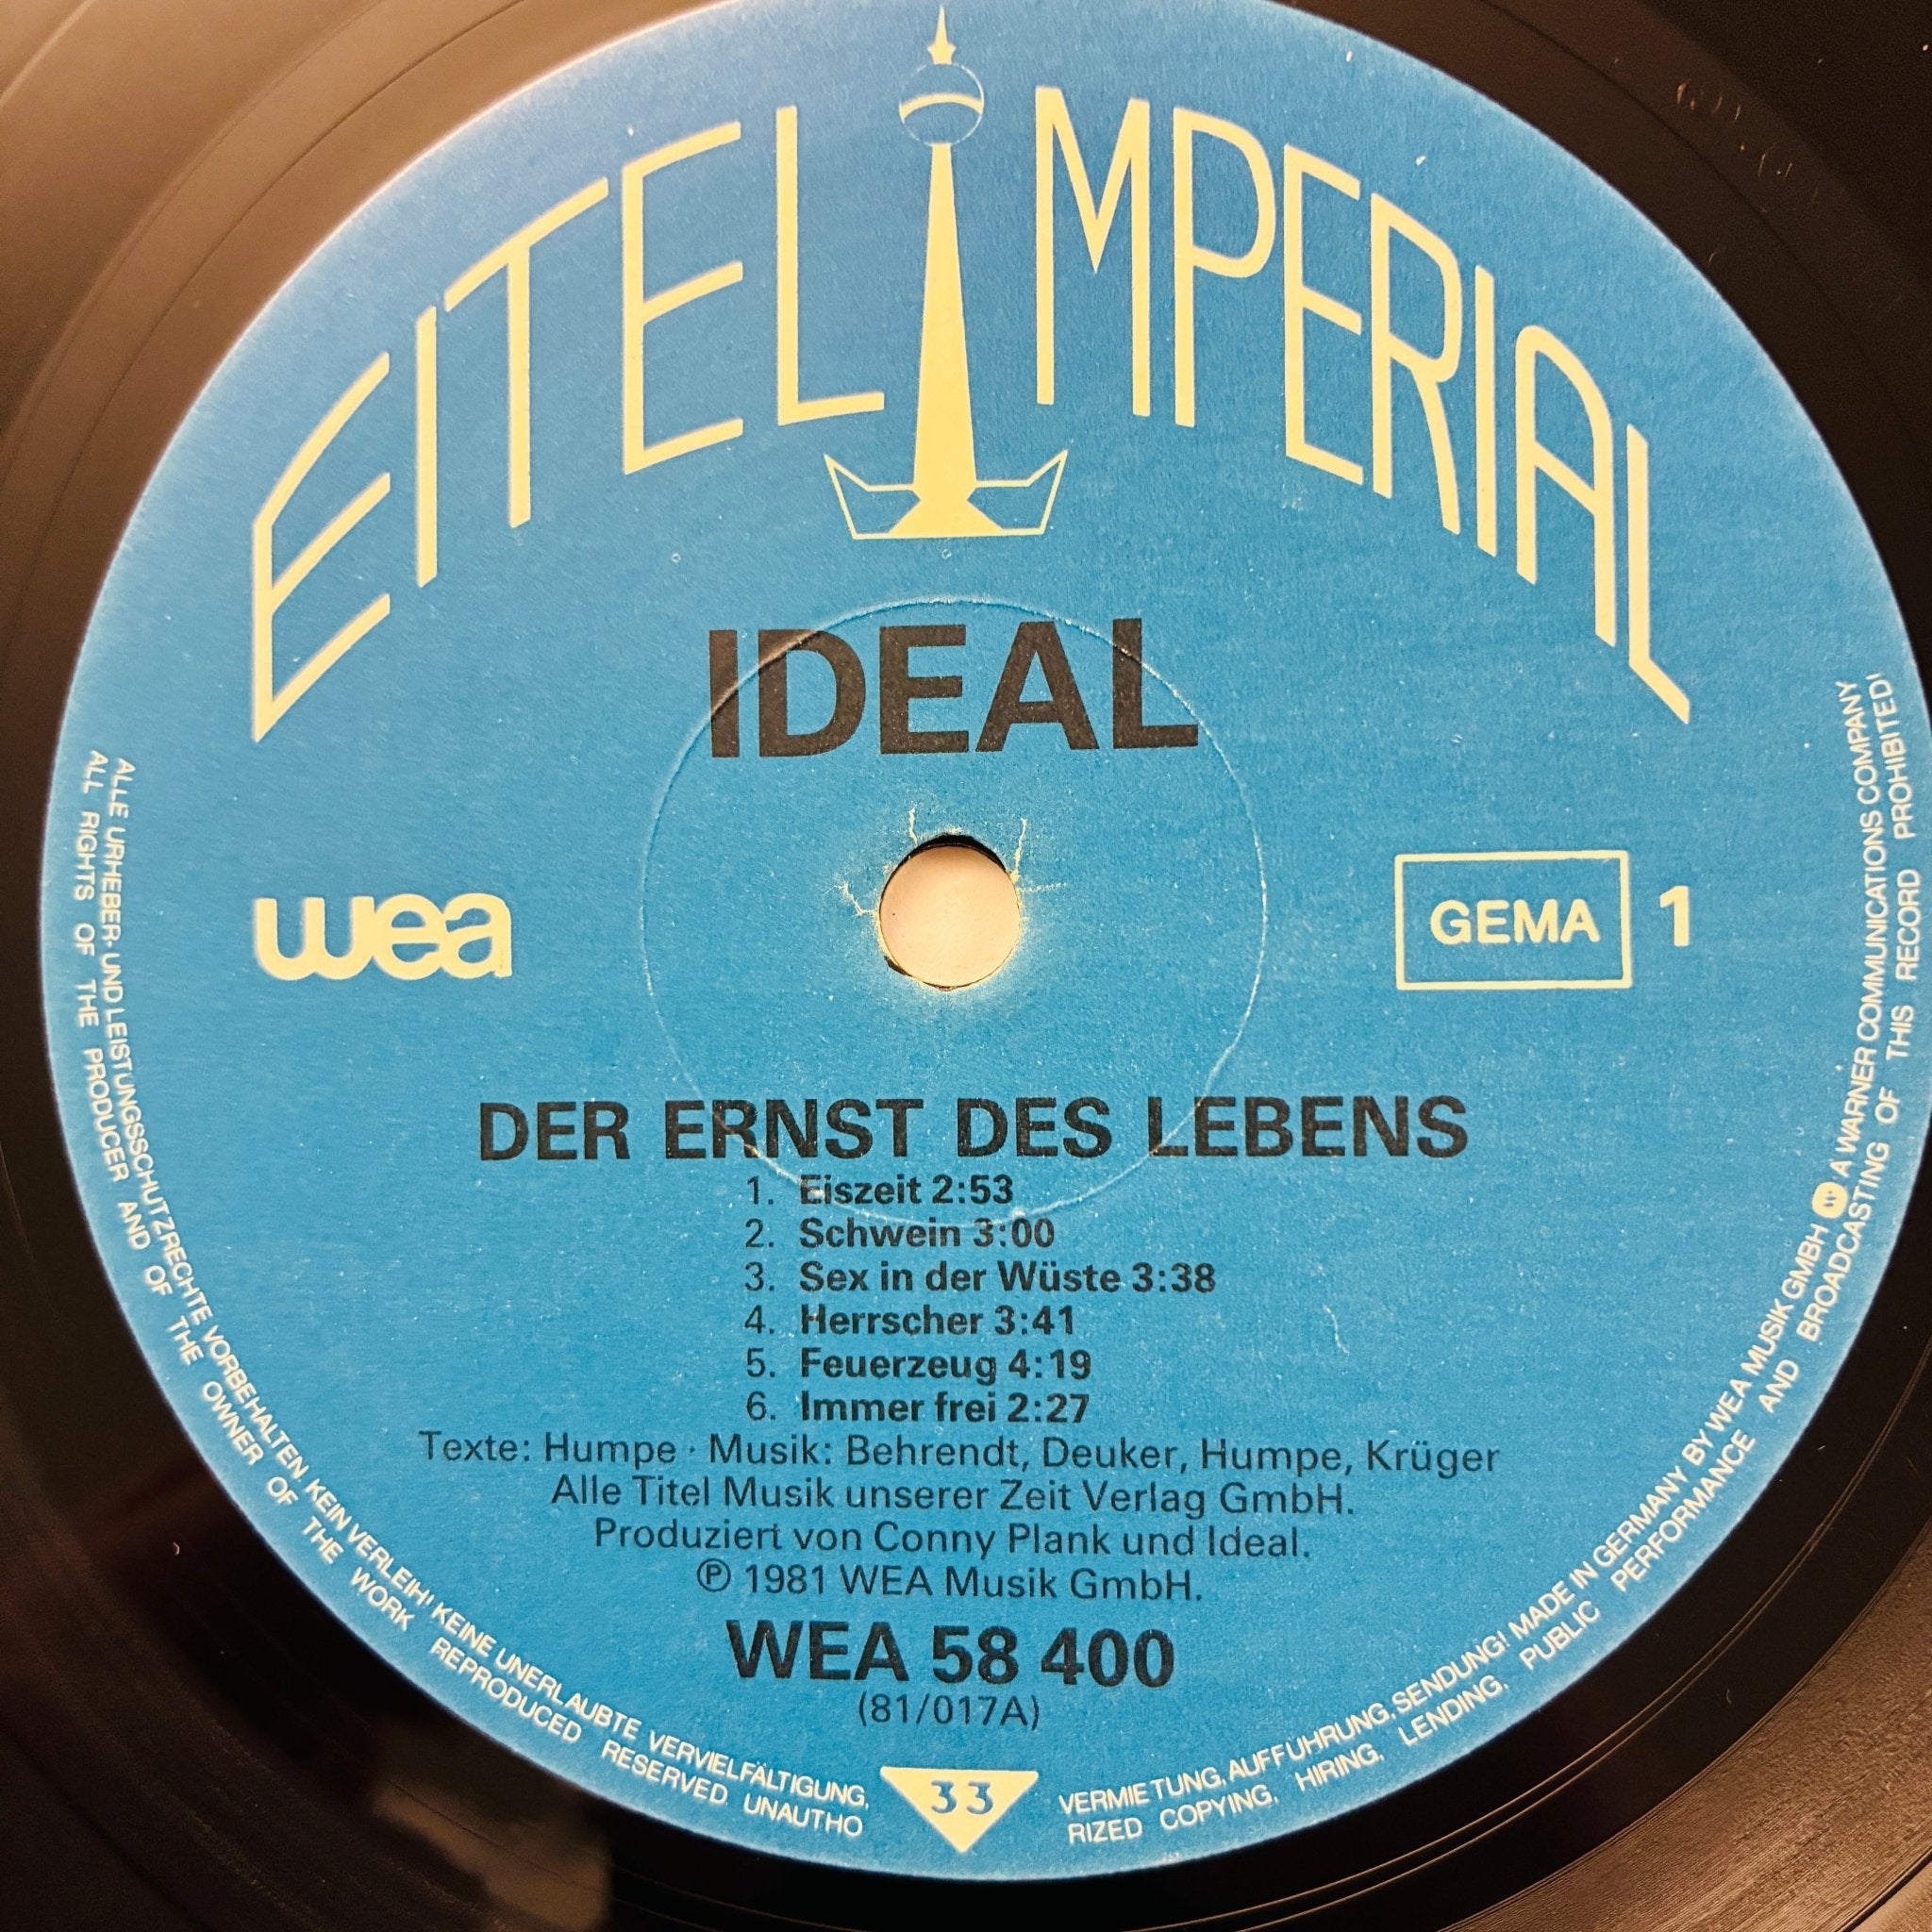 EITEL IMPERIAL
IDEAL
wea
GEMA 1
DER ERNST DES LEBENS
1. Eiszeit 2:53
2. Schwein 3:00
3. Sex in der Wüste 3:38
4. Herrscher 3:41
5. Feuerzeug 4:19
6. Immer frei 2:27
Texte: Humpe · Musik: Behrendt, Deuker, Humpe, Krüger
Alle Titel Musik unserer Zeit Verlag GmbH.
Produziert von Conny Plank und Ideal.
℗ 1981 WEA Musik GmbH.
WEA 58 400
(81/017A)
33
ALLE URHEBER- UND LEISTUNGSSCHUTZRECHTE VORBEHALTEN KEIN VERLEIH! KEINE UNERLAUBTE VERVIELFÄLTIGUNG, VERMIETUNG, AUFFÜHRUNG, SENDUNG! MADE IN GERMANY BY WEA MUSIK GMBH A WARNER COMMUNICATIONS COMPANY
ALL RIGHTS OF THE PRODUCER AND OF THE OWNER OF THE WORK REPRODUCED RESERVED. UNAUTHORIZED COPYING, HIRING, LENDING, PUBLIC PERFORMANCE AND BROADCASTING OF THIS RECORD PROHIBITED!